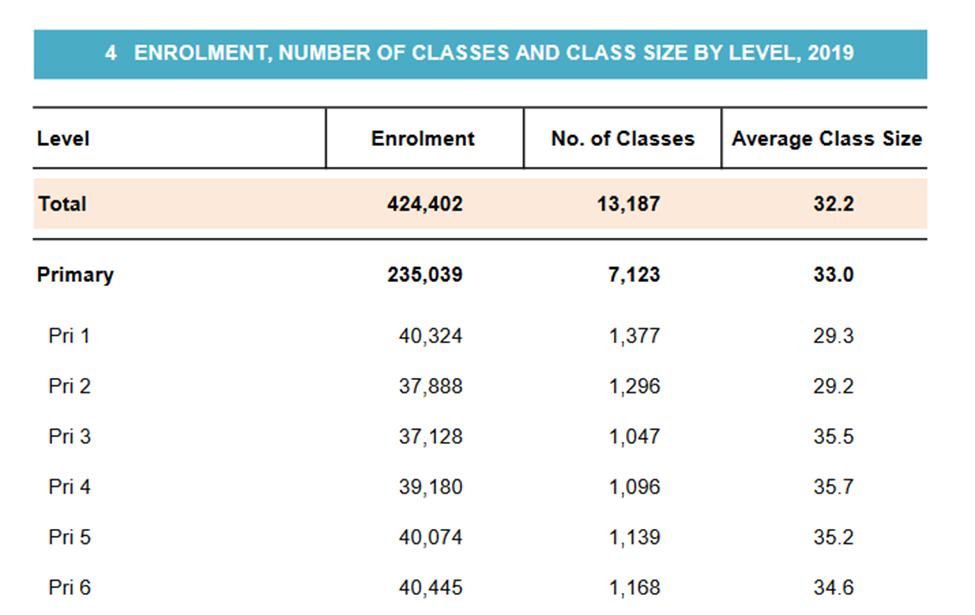 4 ENROLMENT, NUMBER OF CLASSES AND CLASS SIZE BY LEVEL, 2019
Level Enrolment No. of Classes Average Class Size
Total 424,402 13,187 32.2
Primary 235,039 7,123 33.0
Pri 1 40,324 1,377 29.3
Pri 2 37,888 1,296 29.2
Pri 3 37,128 1,047 35.5
Pri 4 39,180 1,096 35.7
Pri 5 40,074 1,139 35.2
Pri 6 40,445 1,168 34.6